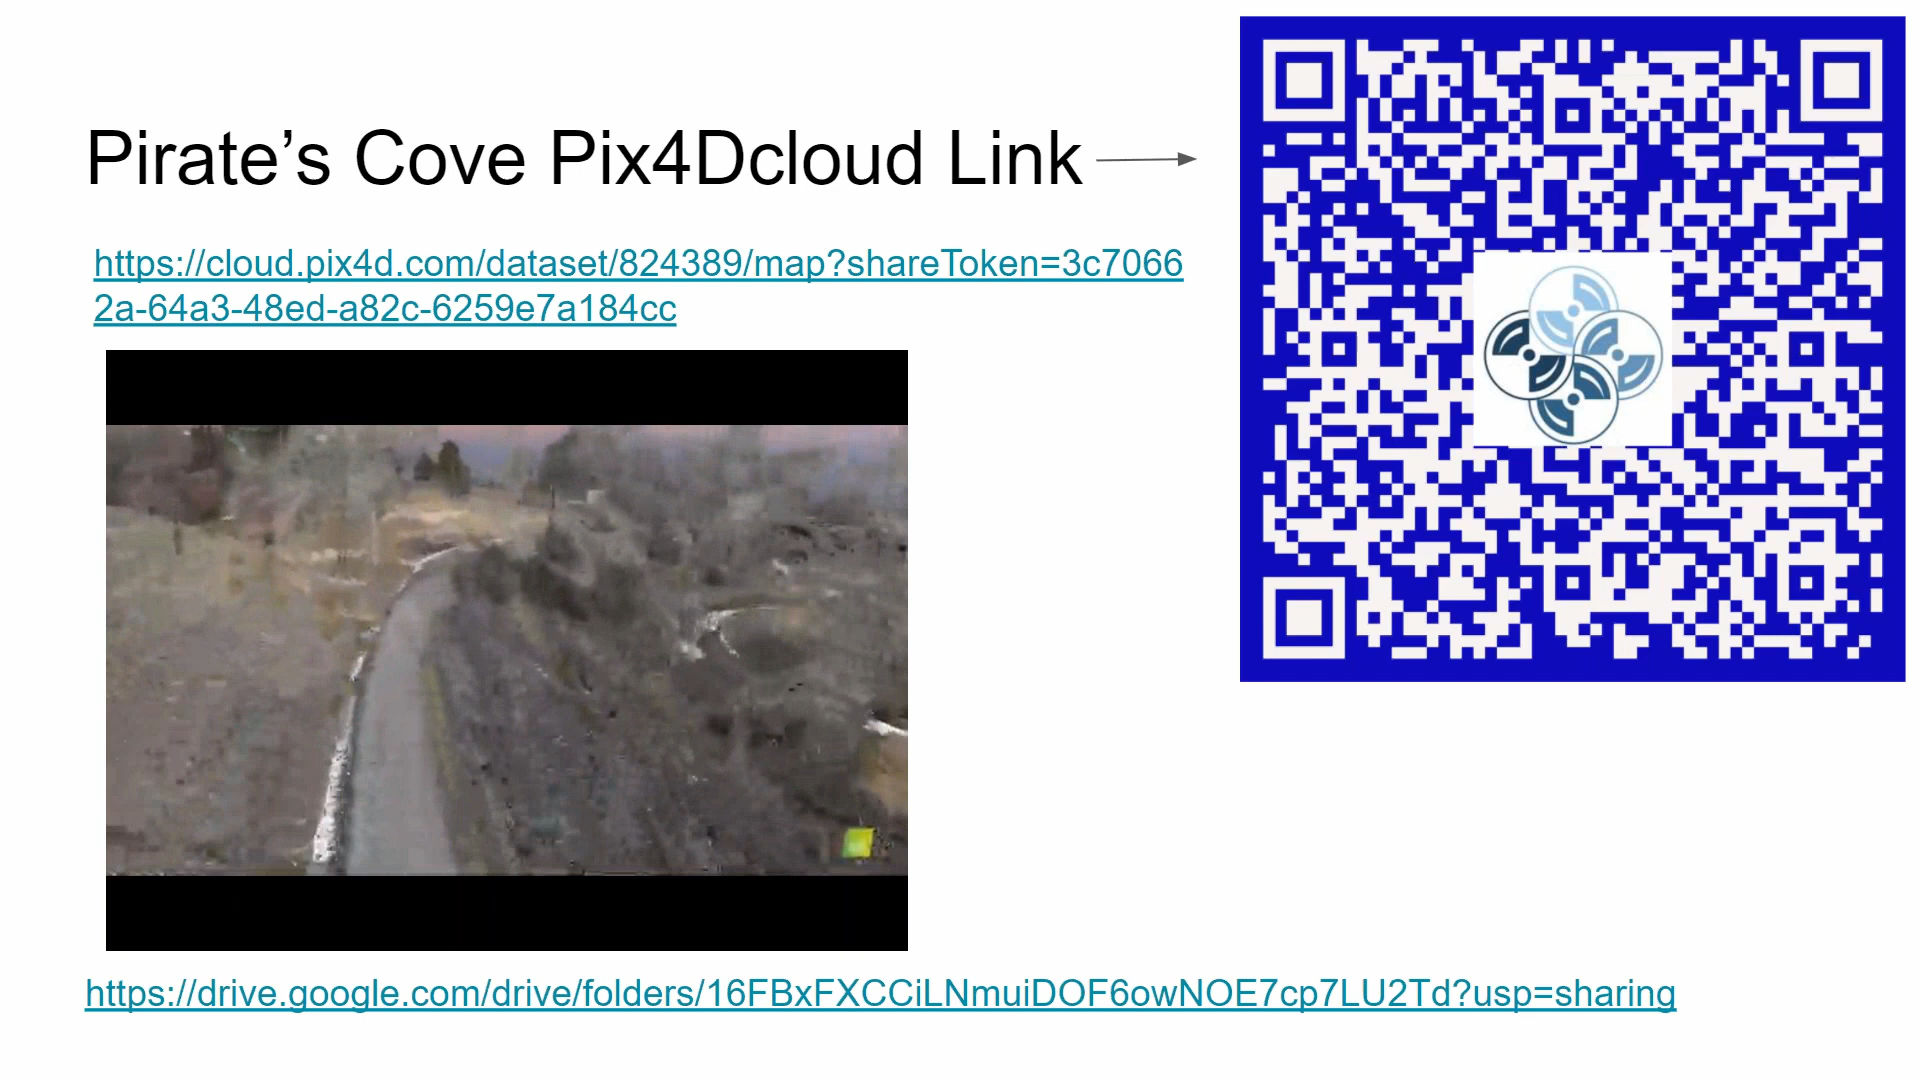 Pirate’s Cove Pix4Dcloud Link
https://cloud.pix4d.com/dataset/824389/map?shareToken=3c7066
2a-64a3-48ed-a82c-6259e7a184cc
https://drive.google.com/drive/folders/16FBxFXCCiLNmuiDOF6owNOE7cp7LU2Td?usp=sharing